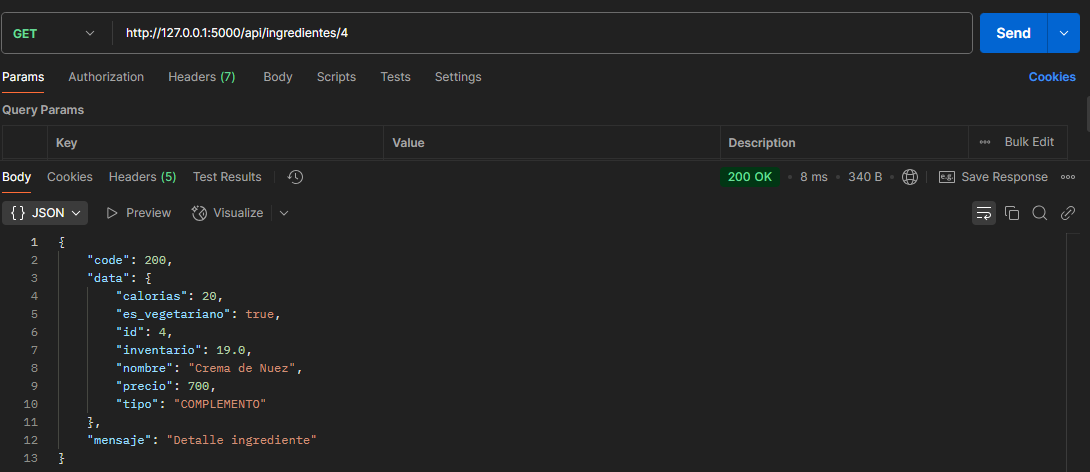 GET http://127.0.0.1:5000/api/ingredientes/4 Send
Params Authorization Headers (7) Body Scripts Tests Settings Cookies
Query Params
Key Value Description Bulk Edit
Body Cookies Headers (5) Test Results 200 OK 8 ms 340 B e.g. Save Response
{} JSON Preview Visualize
1 {
2 "code": 200,
3 "data": {
4 "calorias": 20,
5 "es_vegetariano": true,
6 "id": 4,
7 "inventario": 19.0,
8 "nombre": "Crema de Nuez",
9 "precio": 700,
10 "tipo": "COMPLEMENTO"
11 },
12 "mensaje": "Detalle ingrediente"
13 }